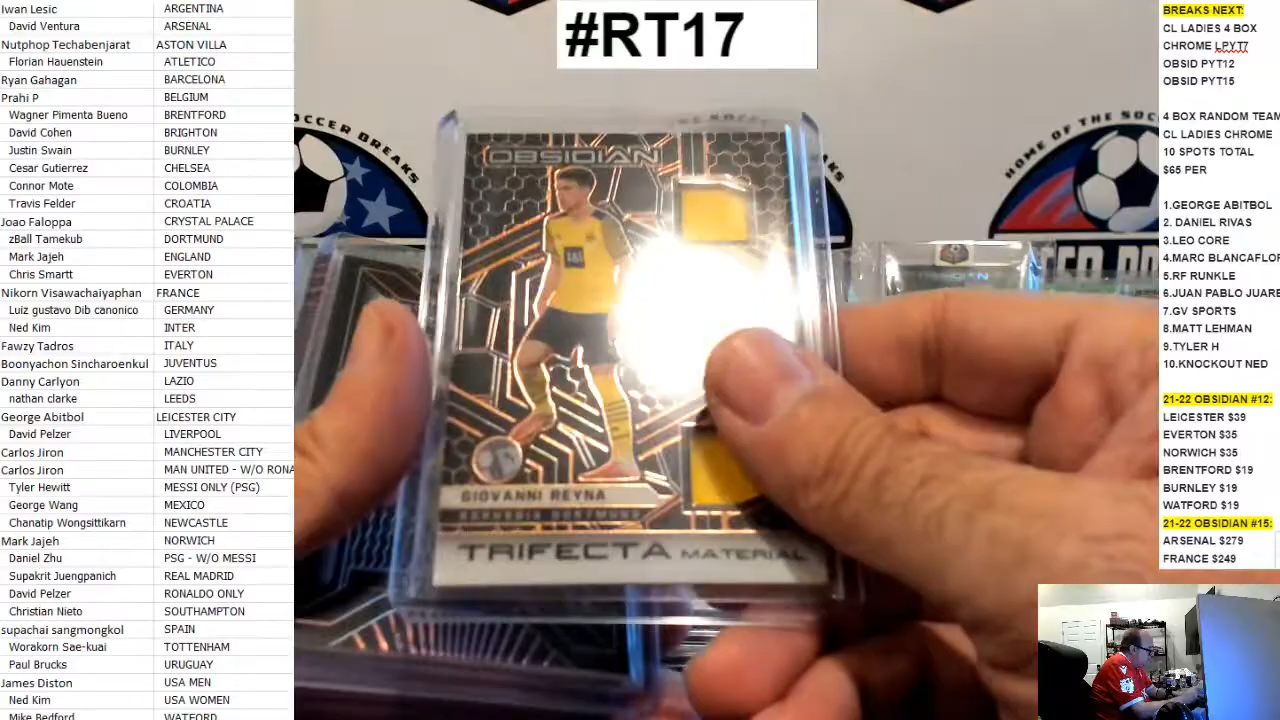 Iwan Lesic ARGENTINA
David Ventura ARSENAL
Nutphop Techabenjarat ASTON VILLA
Florian Hauenstein ATLETICO
Ryan Gahagan BARCELONA
Prahi P BELGIUM
Wagner Pimenta Bueno BRENTFORD
David Cohen BRIGHTON
Justin Swain BURNLEY
Cesar Gutierrez CHELSEA
Connor Mote COLOMBIA
Travis Felder CROATIA
Joao Faloppa CRYSTAL PALACE
zBall Tamekub DORTMUND
Mark Jajeh ENGLAND
Chris Smartt EVERTON
Nikorn Visawachaiyaphan FRANCE
Luiz gustavo Dib canonico GERMANY
Ned Kim INTER
Fawzy Tadros ITALY
Boonyachon Sincharoenkul JUVENTUS
Danny Carlyon LAZIO
nathan clarke LEEDS
George Abitbol LEICESTER CITY
David Pelzer LIVERPOOL
Carlos Jiron MANCHESTER CITY
Carlos Jiron MAN UNITED - W/O RONA
Tyler Hewitt MESSI ONLY (PSG)
George Wang MEXICO
Chanatip Wongsittikarn NEWCASTLE
Mark Jajeh NORWICH
Daniel Zhu PSG - W/O MESSI
Supakrit Juengpanich REAL MADRID
David Pelzer RONALDO ONLY
Christian Nieto SOUTHAMPTON
supachai sangmongkol SPAIN
Worakorn Sae-kuai TOTTENHAM
Paul Brucks URUGUAY
James Diston USA MEN
Ned Kim USA WOMEN
Mike Bedford WATFORD
#RT17
OBSIDIAN
GIOVANNI REYNA
TRIFECTA MATERIAL
BREAKS NEXT:
CL LADIES 4 BOX
CHROME LPYT7
OBSID PYT12
OBSID PYT15
4 BOX RANDOM TEAM
CL LADIES CHROME
10 SPOTS TOTAL
$65 PER
1.GEORGE ABITBOL
2. DANIEL RIVAS
3.LEO CORE
4.MARC BLANCAFLOR
5.RF RUNKLE
6.JUAN PABLO JUARE
7.GV SPORTS
8.MATT LEHMAN
9.TYLER H
10.KNOCKOUT NED
21-22 OBSIDIAN #12:
LEICESTER $39
EVERTON $35
NORWICH $35
BRENTFORD $19
BURNLEY $19
WATFORD $19
21-22 OBSIDIAN #15:
ARSENAL $279
FRANCE $249